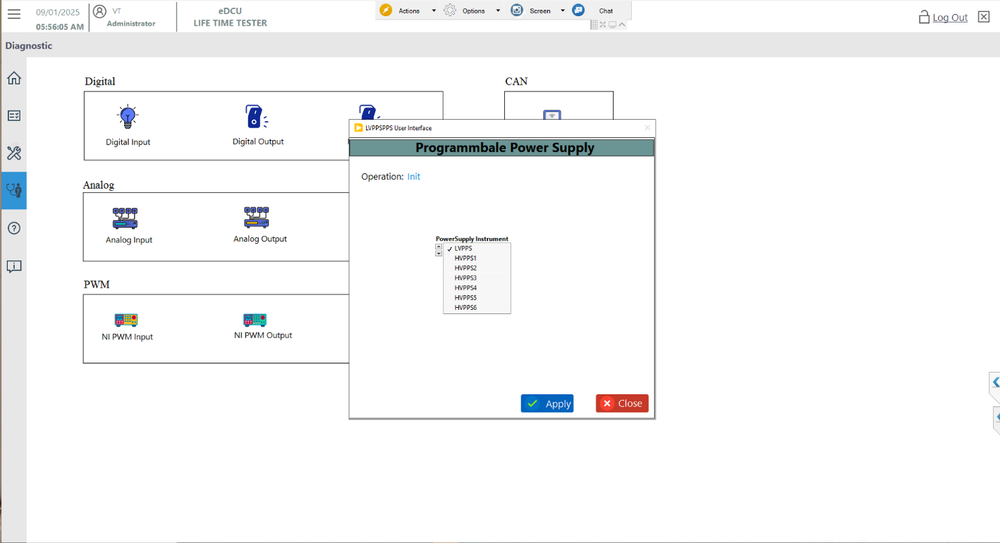 09/01/2025
05:56:05 AM
VT
Administrator
eDCU
LIFE TIME TESTER
Actions
Options
Screen
Chat
Log Out
Diagnostic
Digital
Digital Input
Digital Output
CAN
Analog
Analog Input
Analog Output
PWM
NI PWM Input
NI PWM Output
LVPPSPPS User Interface
Programmbale Power Supply
Operation: Init
PowerSupply Instrument
LVPPS
HVPPS1
HVPPS2
HVPPS3
HVPPS4
HVPPS5
HVPPS6
Apply
Close